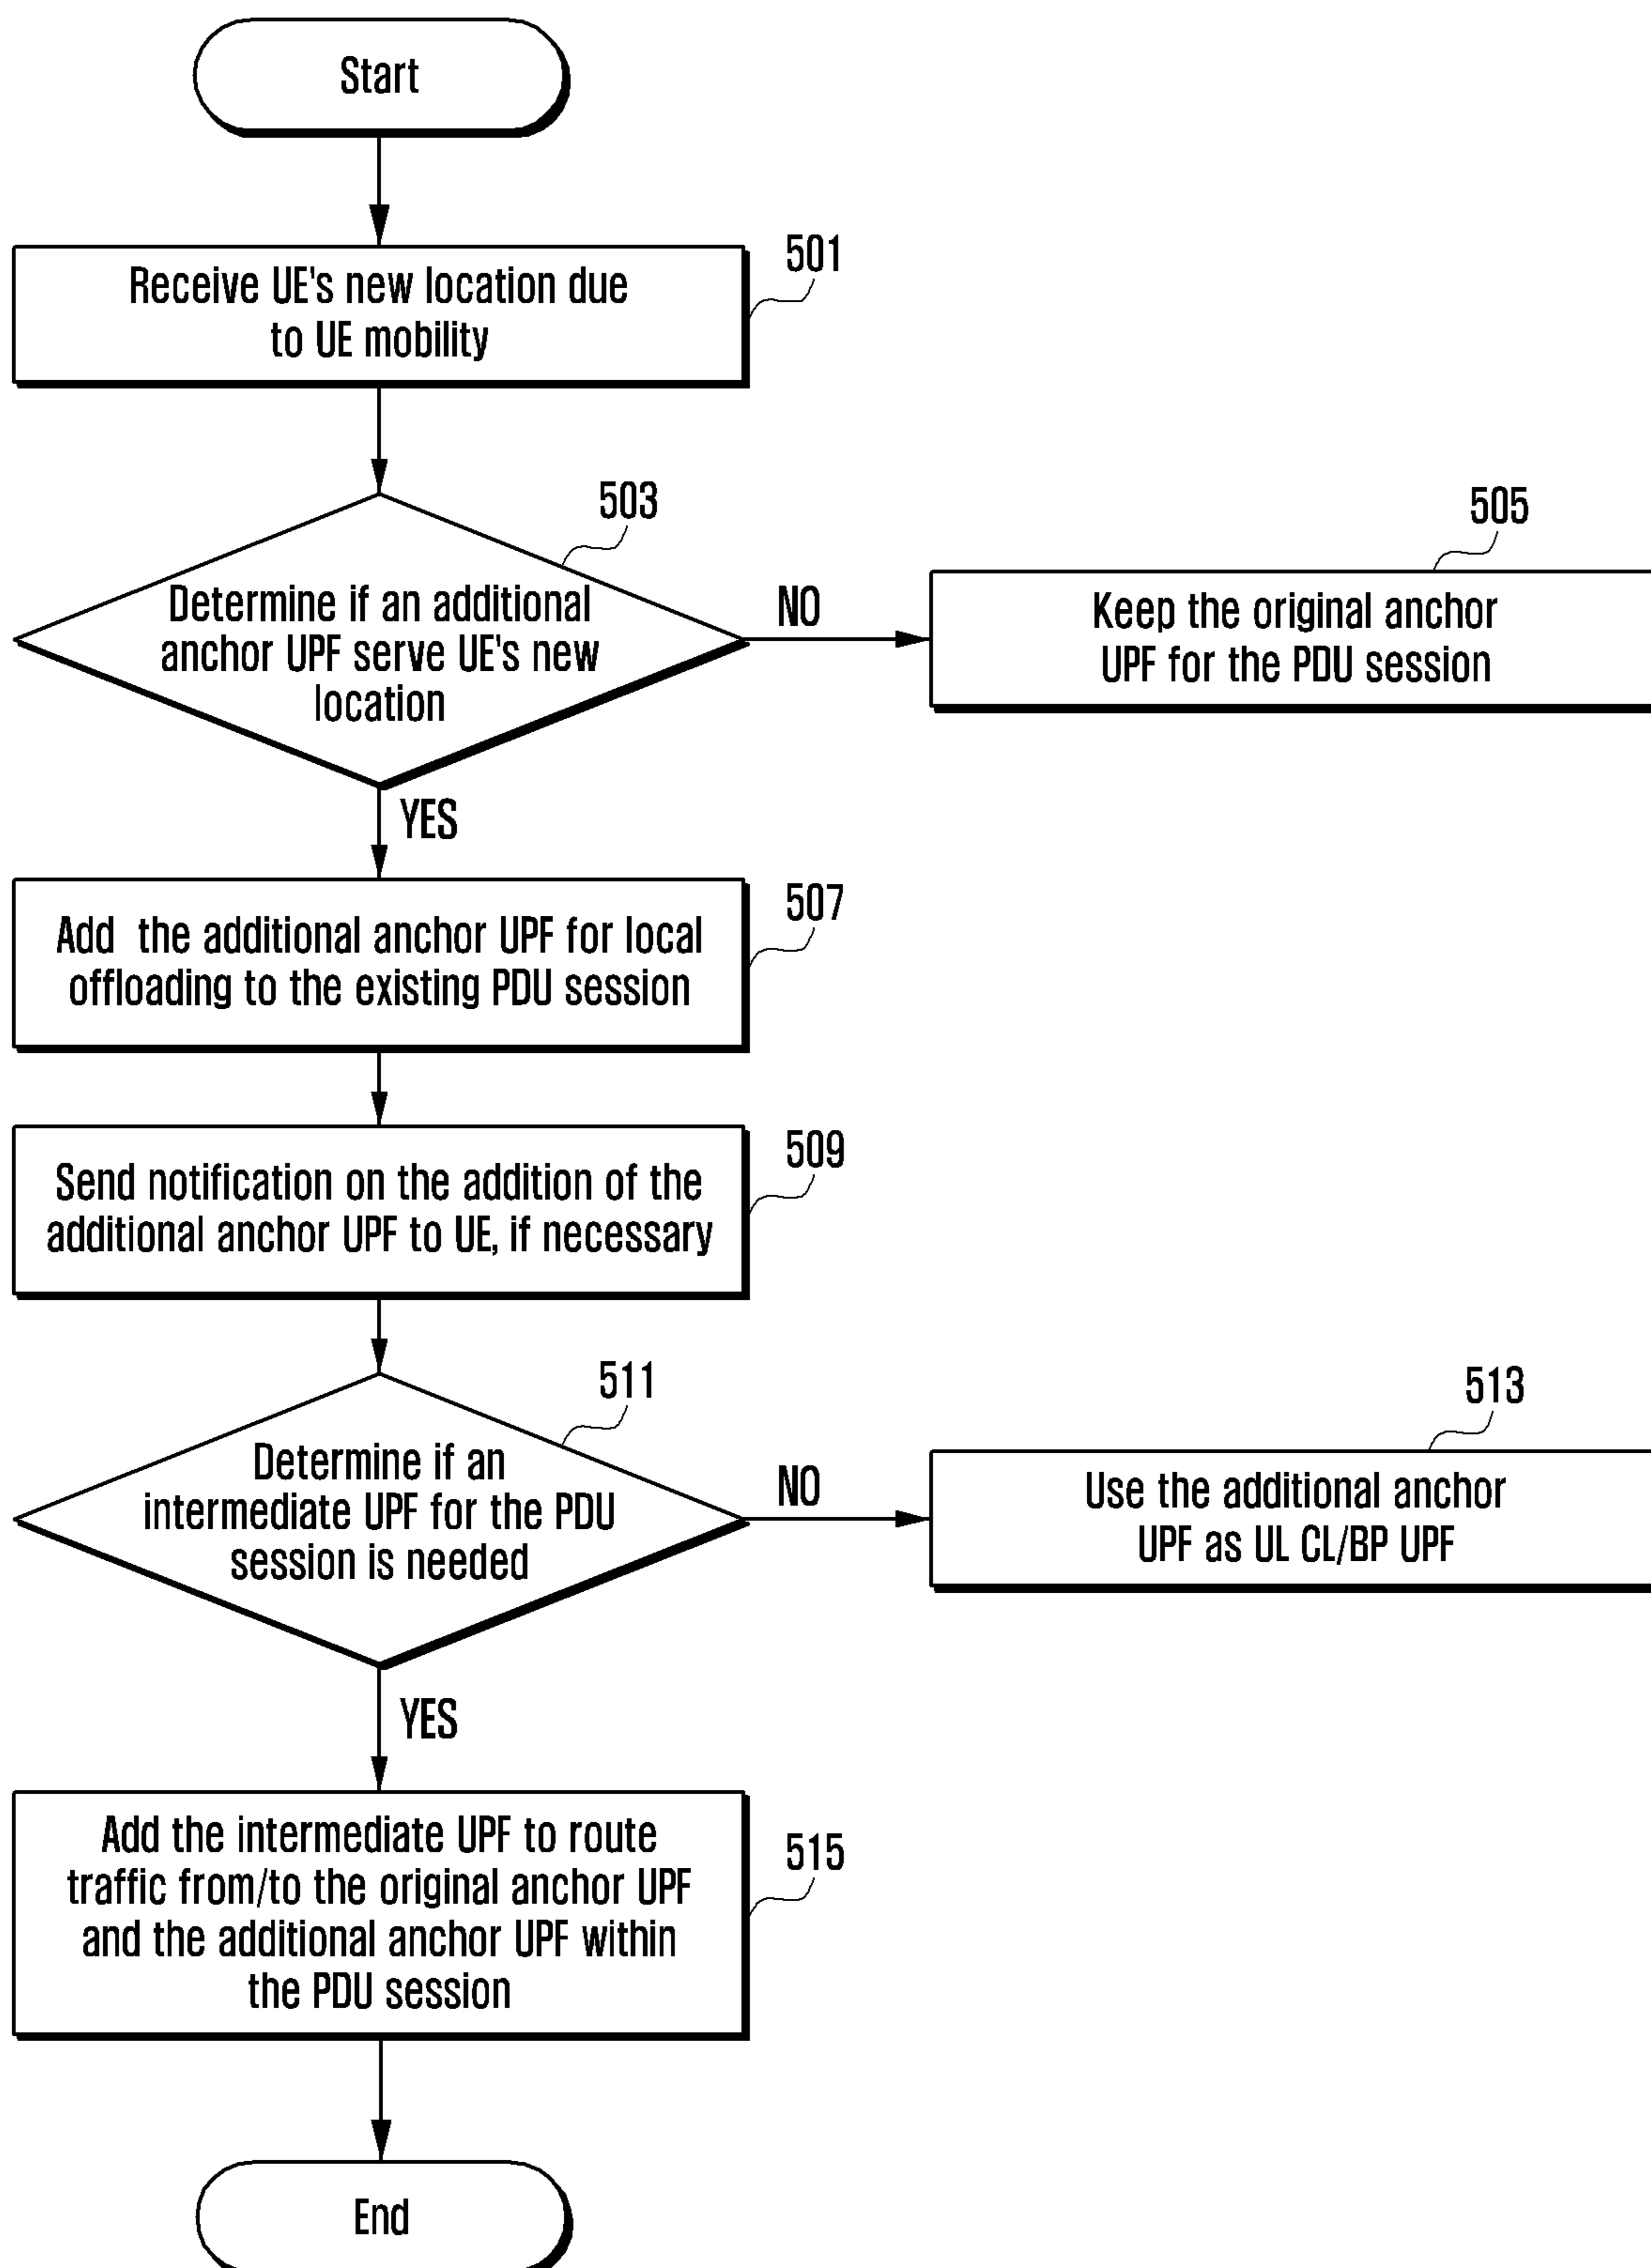 Start
501
Receive UE's new location due
to UE mobility
503
505
Determine if an additional
anchor UPF serve UE's new
location
NO
Keep the original anchor
UPF for the PDU session
YES
507
Add the additional anchor UPF for local
offloading to the existing PDU session
509
Send notification on the addition of the
additional anchor UPF to UE, if necessary
511
513
Determine if an
intermediate UPF for the PDU
session is needed
NO
Use the additional anchor
UPF as UL CL/BP UPF
YES
515
Add the intermediate UPF to route
traffic from/to the original anchor UPF
and the additional anchor UPF within
the PDU session
End